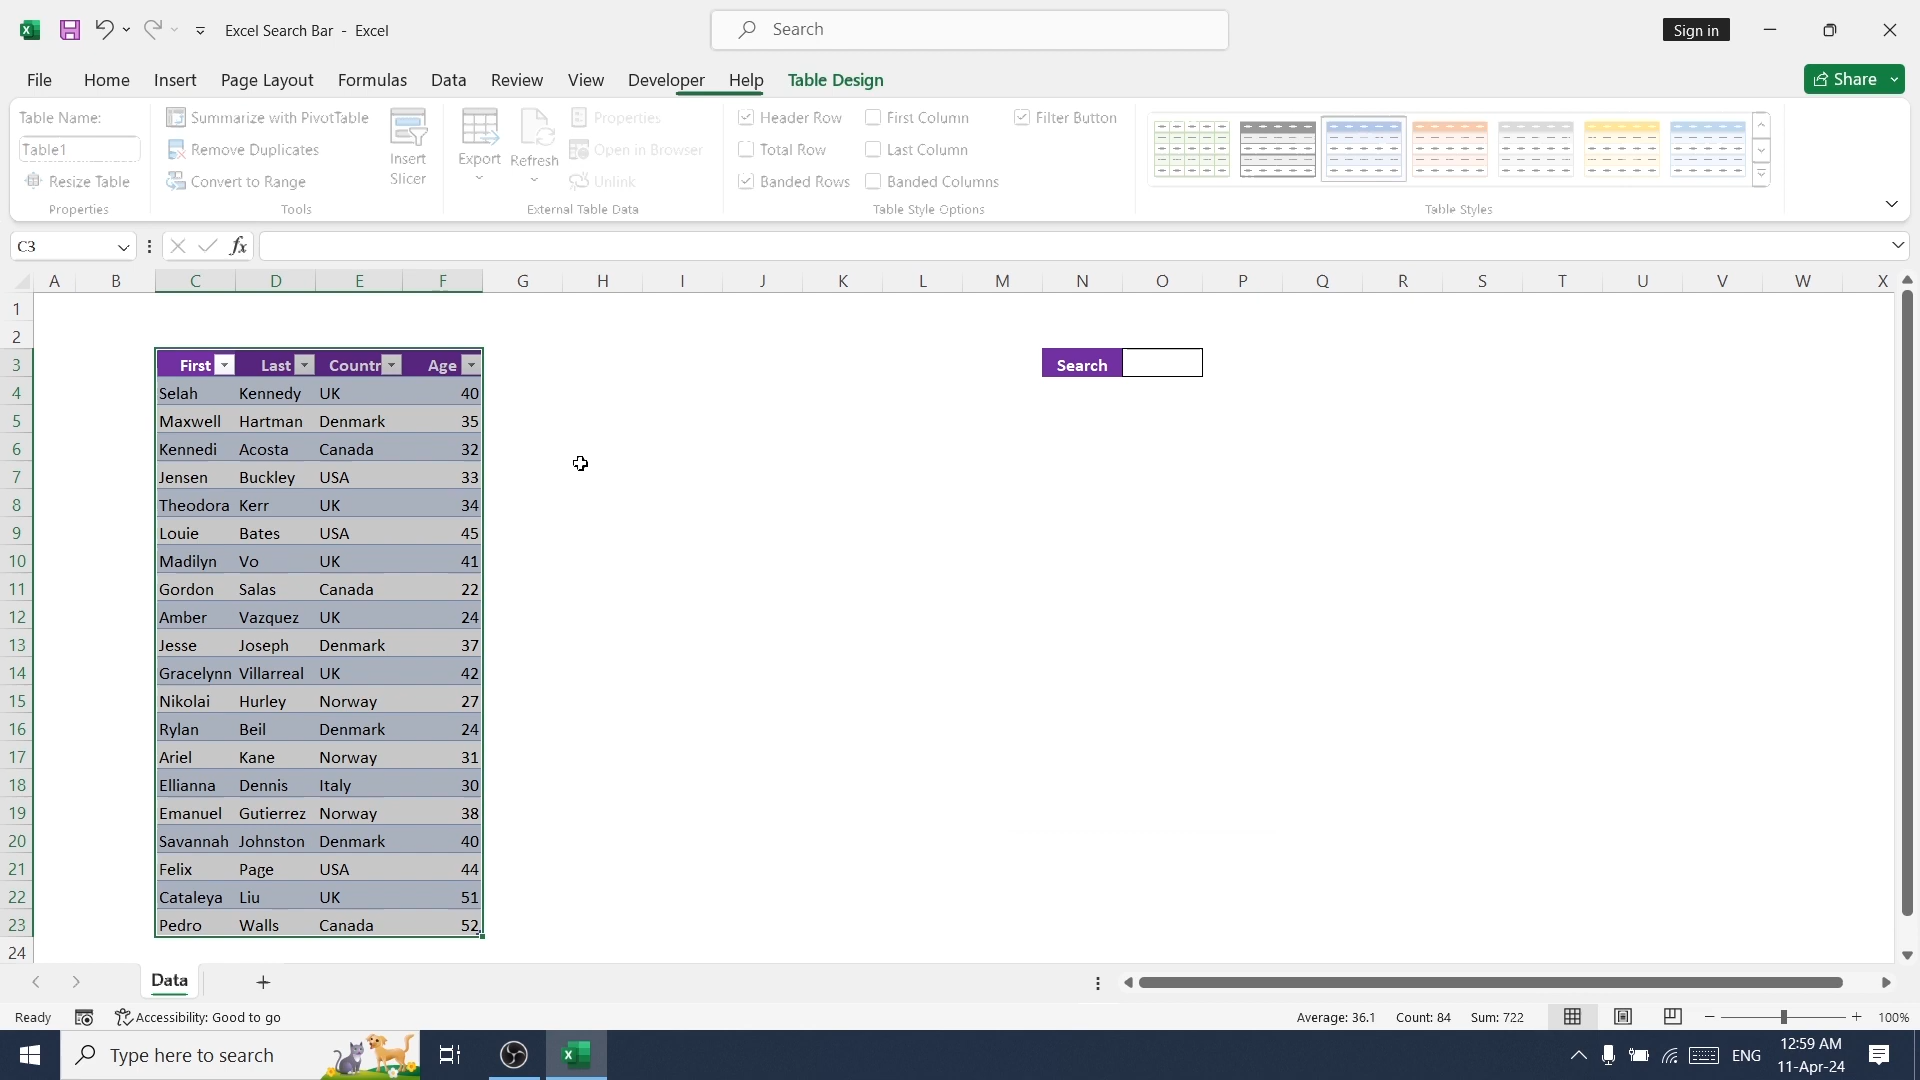 Excel Search Bar - Excel
Search
Sign in
File Home Insert Page Layout Formulas Data Review View Developer Help Table Design
Share
Table Name:
Table1
Resize Table
Properties
Summarize with PivotTable
Remove Duplicates
Convert to Range
Tools
Insert
Slicer
Export
Refresh
Properties
Open in Browser
Unlink
External Table Data
Header Row
First Column
Filter Button
Total Row
Last Column
Banded Rows
Banded Columns
Table Style Options
Table Styles
C3
fx
A B C D E F G H I J K L M N O P Q R S T U V W X
1
2
3 First Last Countr Age Search
4 Selah Kennedy UK 40
5 Maxwell Hartman Denmark 35
6 Kennedi Acosta Canada 32
7 Jensen Buckley USA 33
8 Theodora Kerr UK 34
9 Louie Bates USA 45
10 Madilyn Vo UK 41
11 Gordon Salas Canada 22
12 Amber Vazquez UK 24
13 Jesse Joseph Denmark 37
14 Gracelynn Villarreal UK 42
15 Nikolai Hurley Norway 27
16 Rylan Beil Denmark 24
17 Ariel Kane Norway 31
18 Ellianna Dennis Italy 30
19 Emanuel Gutierrez Norway 38
20 Savannah Johnston Denmark 40
21 Felix Page USA 44
22 Cataleya Liu UK 51
23 Pedro Walls Canada 52
24
Data
Ready
Accessibility: Good to go
Average: 36.1 Count: 84 Sum: 722
100%
Type here to search
ENG
12:59 AM
11-Apr-24